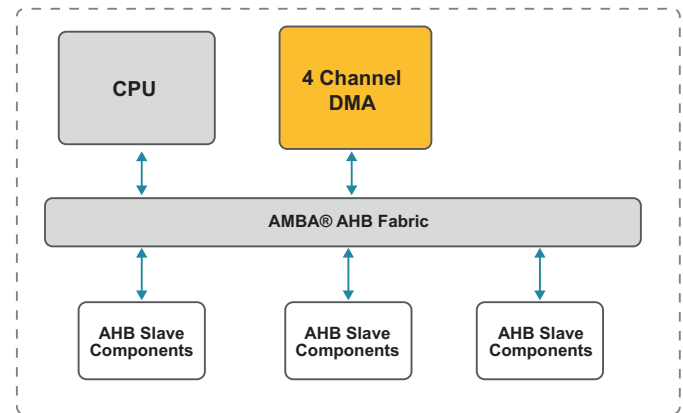 CPU
4 Channel
DMA
AMBA® AHB Fabric
AHB Slave
Components
AHB Slave
Components
AHB Slave
Components